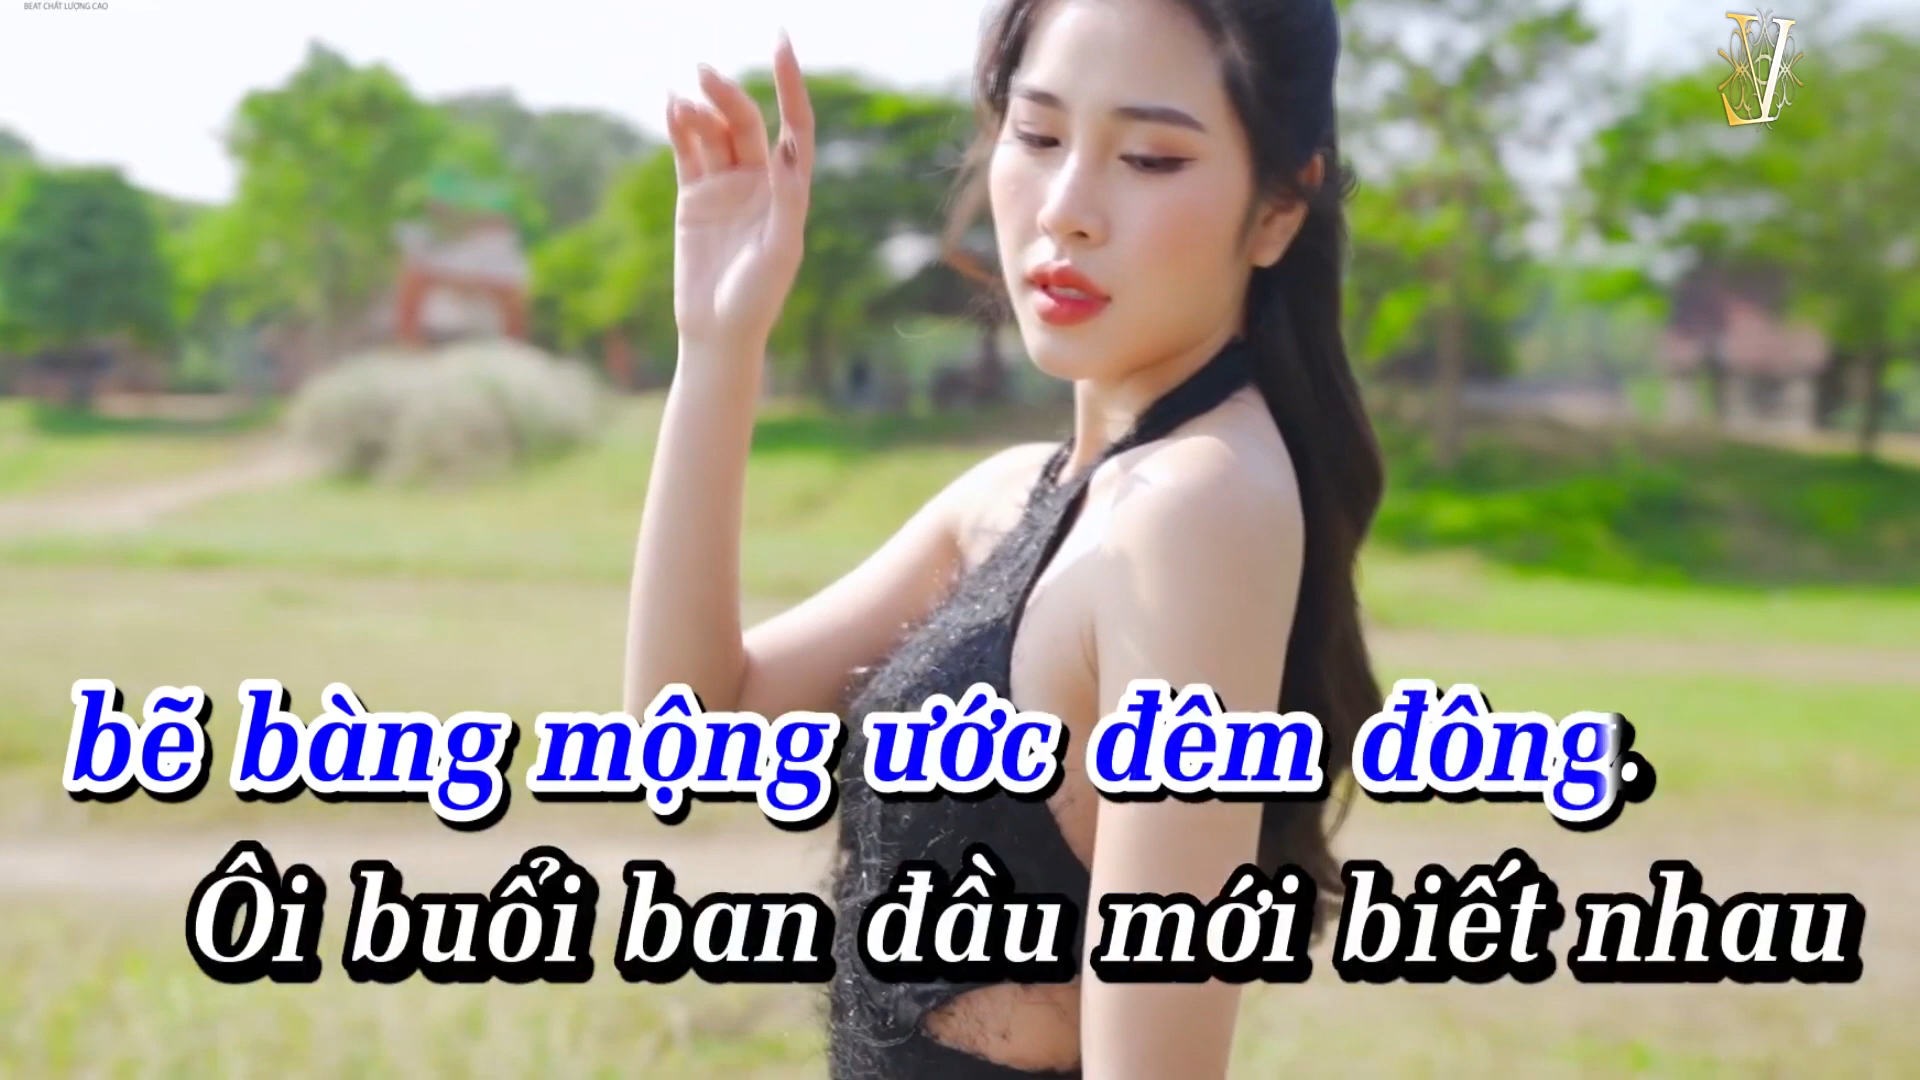 BEAT CHẤT LƯỢNG CAO
bẽ bàng mộng ước đêm đông.
Ôi buổi ban đầu mới biết nhau